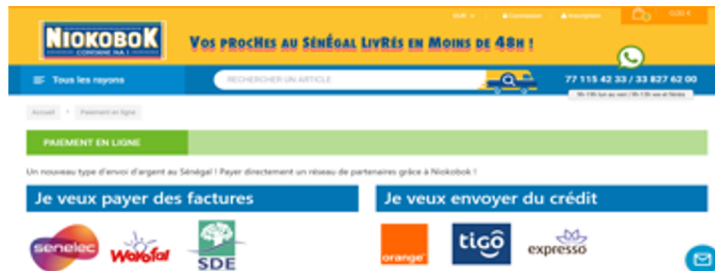 EUR
Connexion
Inscription
0,00 €
NIOKOBOK
VOS PROCHES AU SÉNÉGAL LIVRÉS EN MOINS DE 48H !
Tous les rayons
RECHERCHER UN ARTICLE
77 115 42 33 / 33 827 62 00
Accueil
Paiement en ligne
PAIEMENT EN LIGNE
Un nouveau type d'envoi d'argent au Sénégal ! Payer directement un réseau de partenaires grâce à Niokobok !
Je veux payer des factures
Je veux envoyer du crédit
senelec
Woyofal
SDE
orange
tigo
expresso